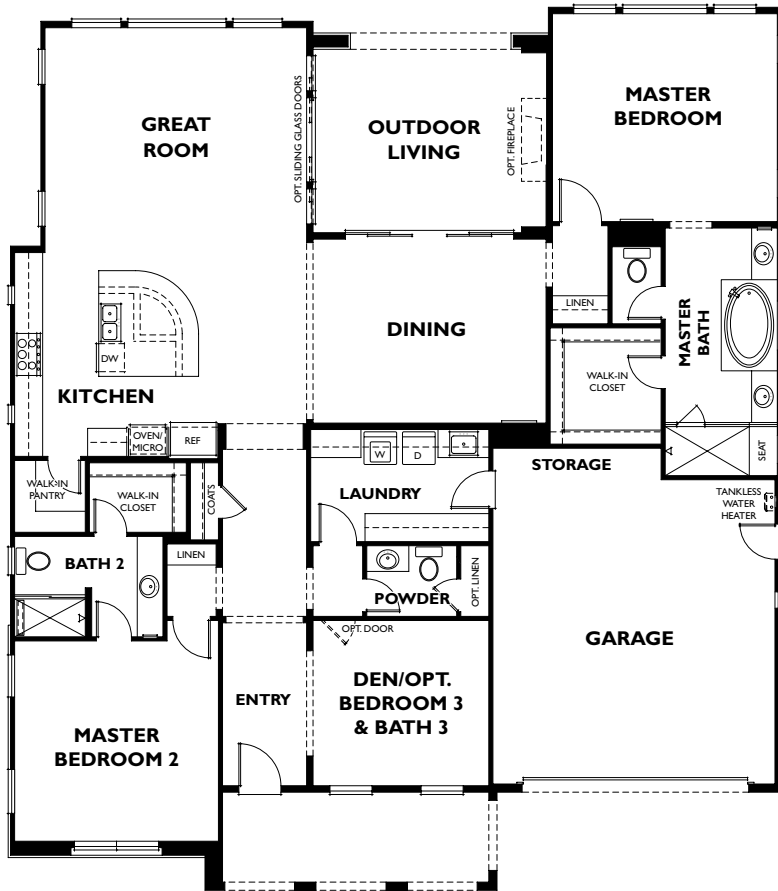 GREAT
ROOM
OPT. SLIDING GLASS DOORS
OUTDOOR
LIVING
OPT. FIREPLACE
MASTER
BEDROOM
LINEN
MASTER
BATH
DINING
DW
KITCHEN
WALK-IN
CLOSET
OVEN/
MICRO
REF
W
D
SEAT
STORAGE
WALK-IN
PANTRY
WALK-IN
CLOSET
COATS
LAUNDRY
TANKLESS
WATER
HEATER
BATH 2
LINEN
POWDER
OPT. LINEN
OPT. DOOR
GARAGE
ENTRY
DEN/OPT.
BEDROOM 3
& BATH 3
MASTER
BEDROOM 2